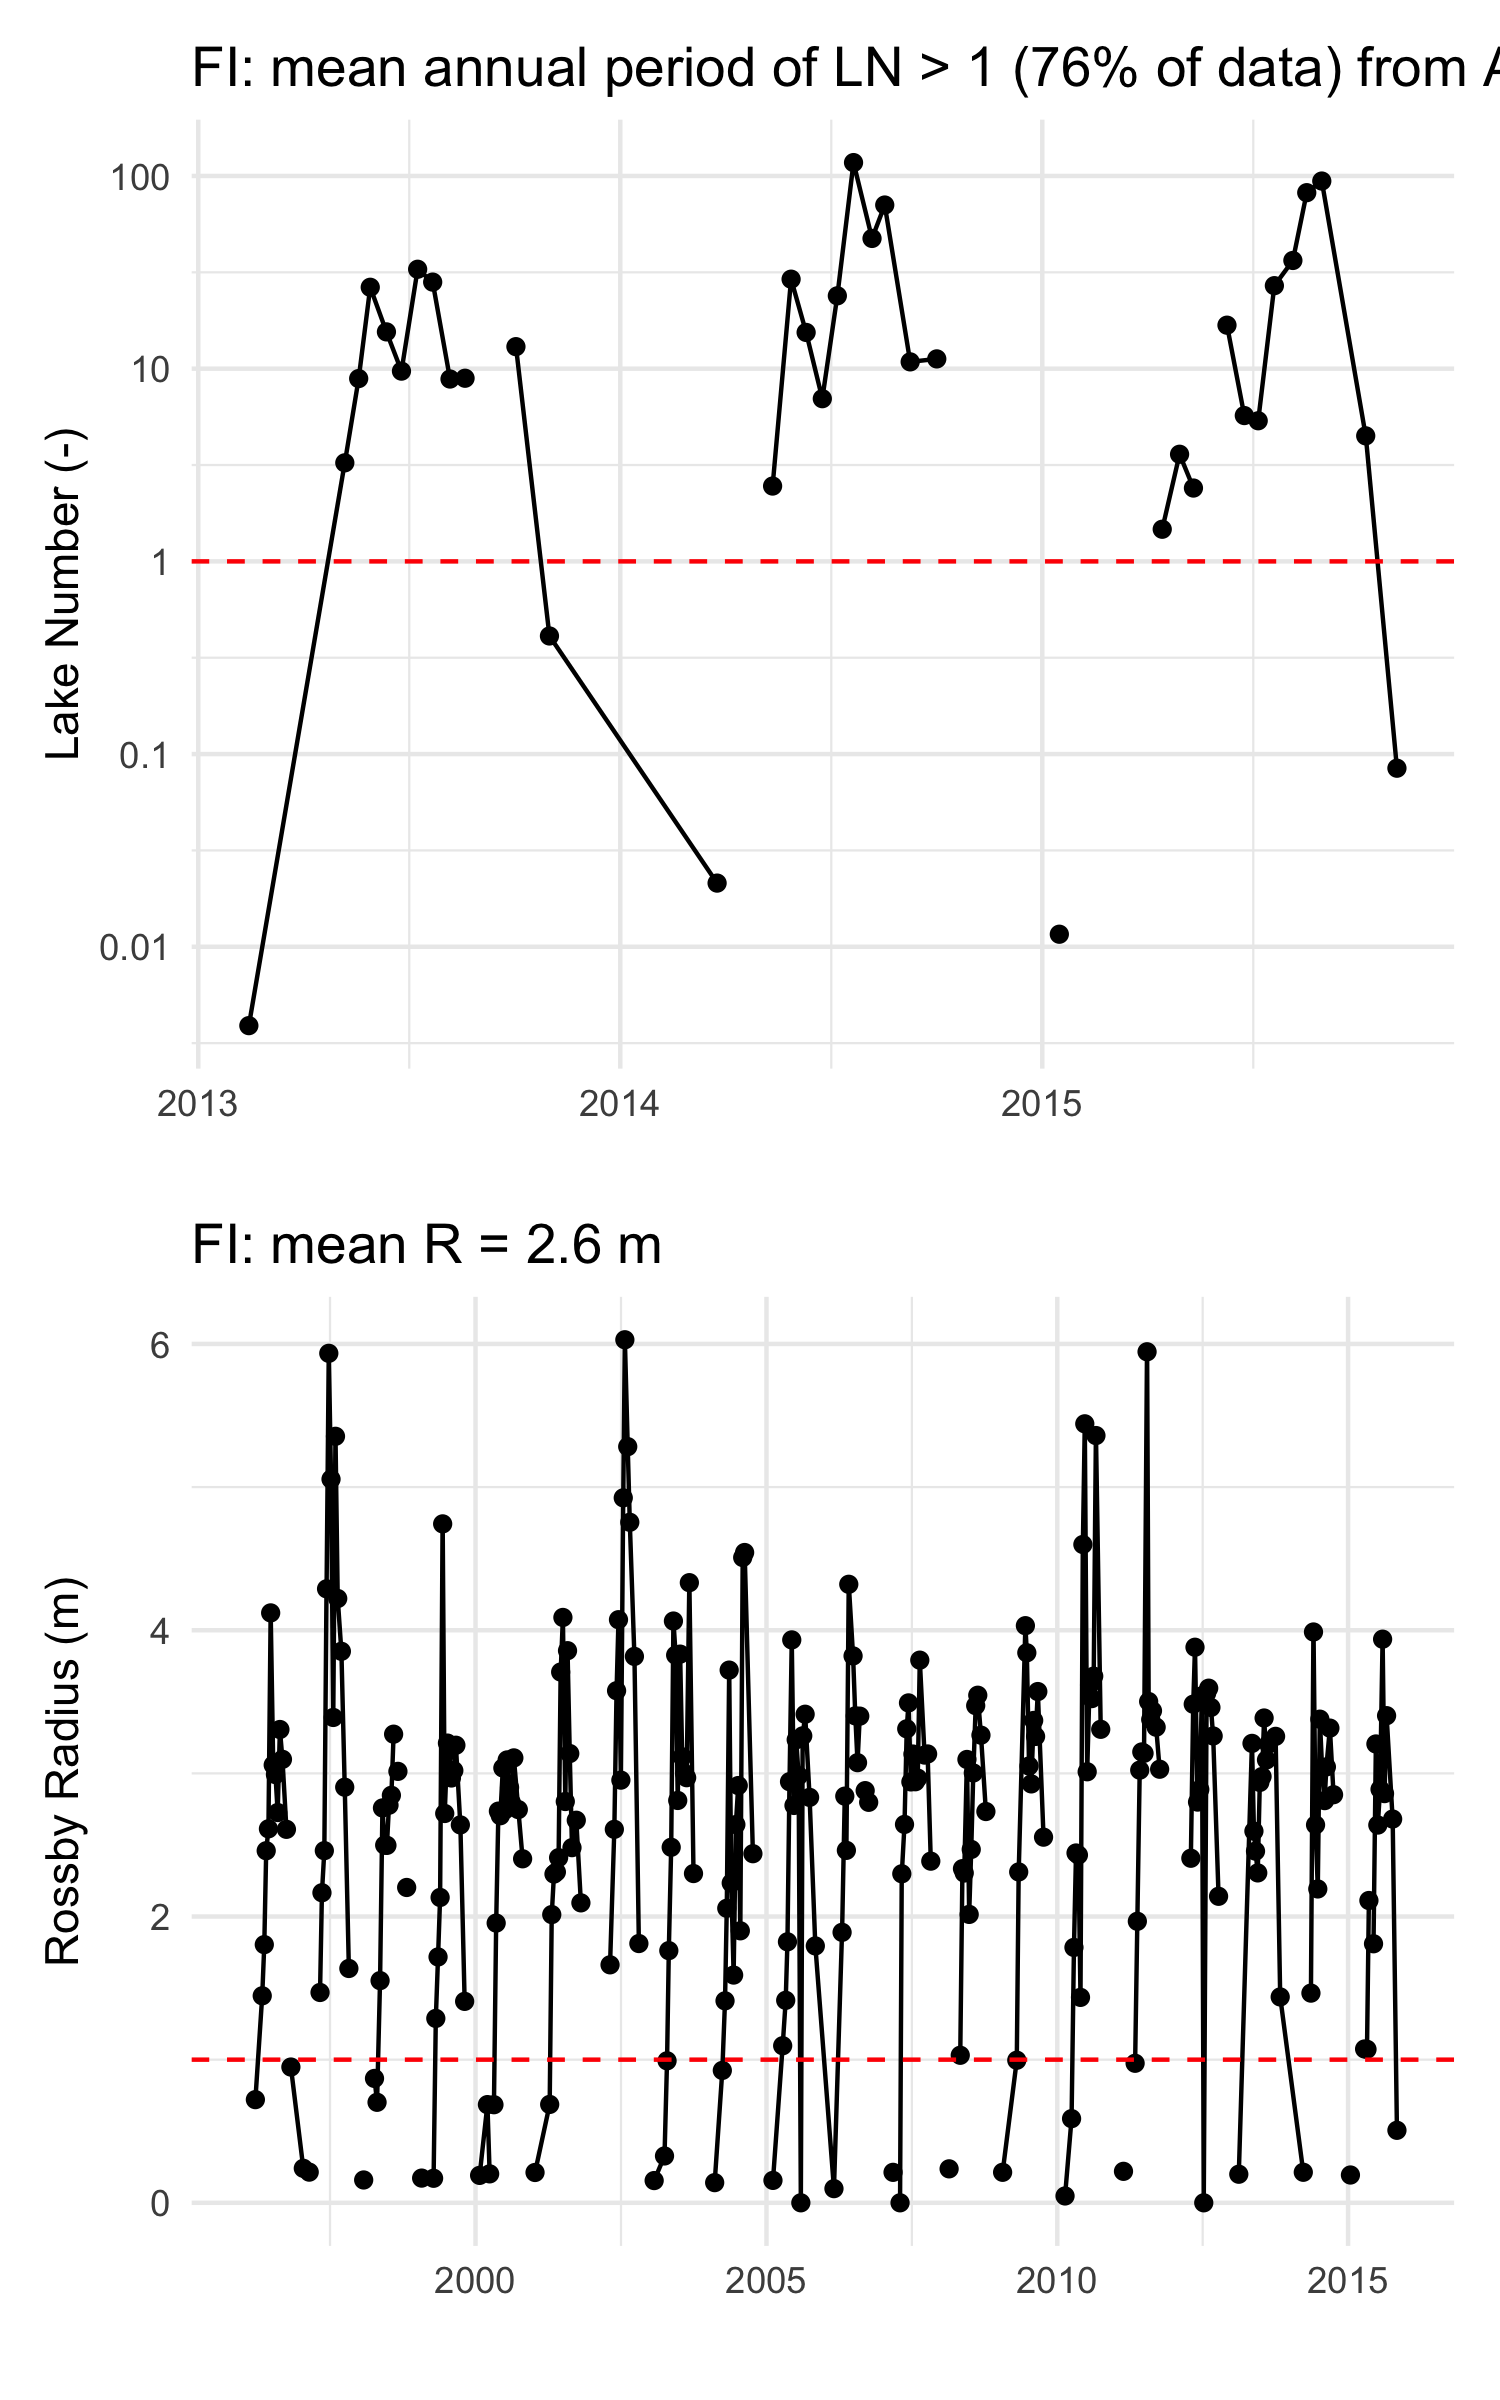 FI: mean annual period of LN > 1 (76% of data) from
Lake Number (-)
100
10
1
0.1
0.01
2013 2014 2015
FI: mean R = 2.6 m
Rossby Radius (m)
6
4
2
0
2000 2005 2010 2015